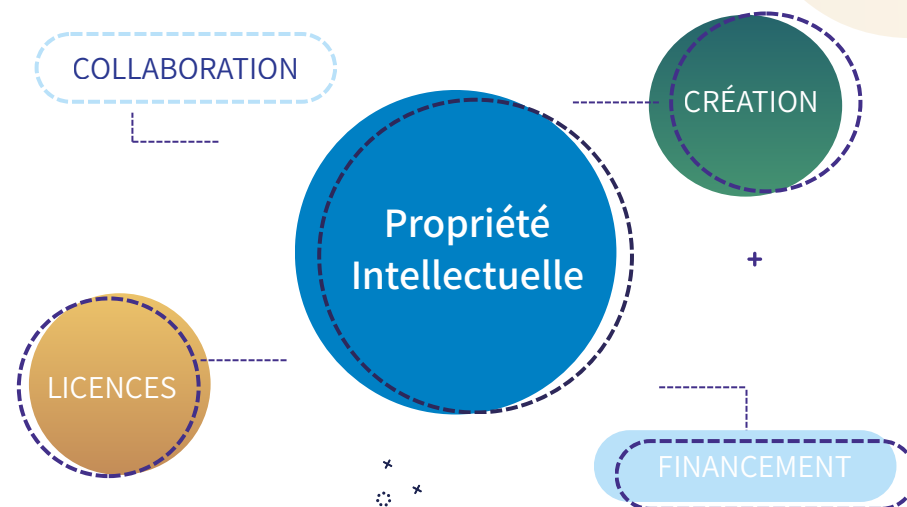 COLLABORATION
CRÉATION
Propriété
Intellectuelle
LICENCES
FINANCEMENT